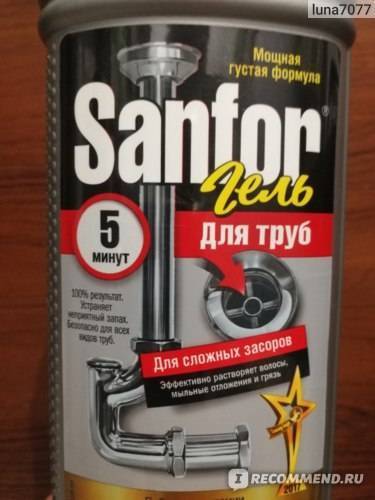 luna7077
Мощная
густая формула
Sanfor®
Гель
Для труб
5
минут
100% результат.
Устраняет
неприятный запах.
Безопасно для всех
видов труб.
Для сложных засоров
Эффективно растворяет волосы,
мыльные отложения и грязь
2017
IRECOMMEND.RU